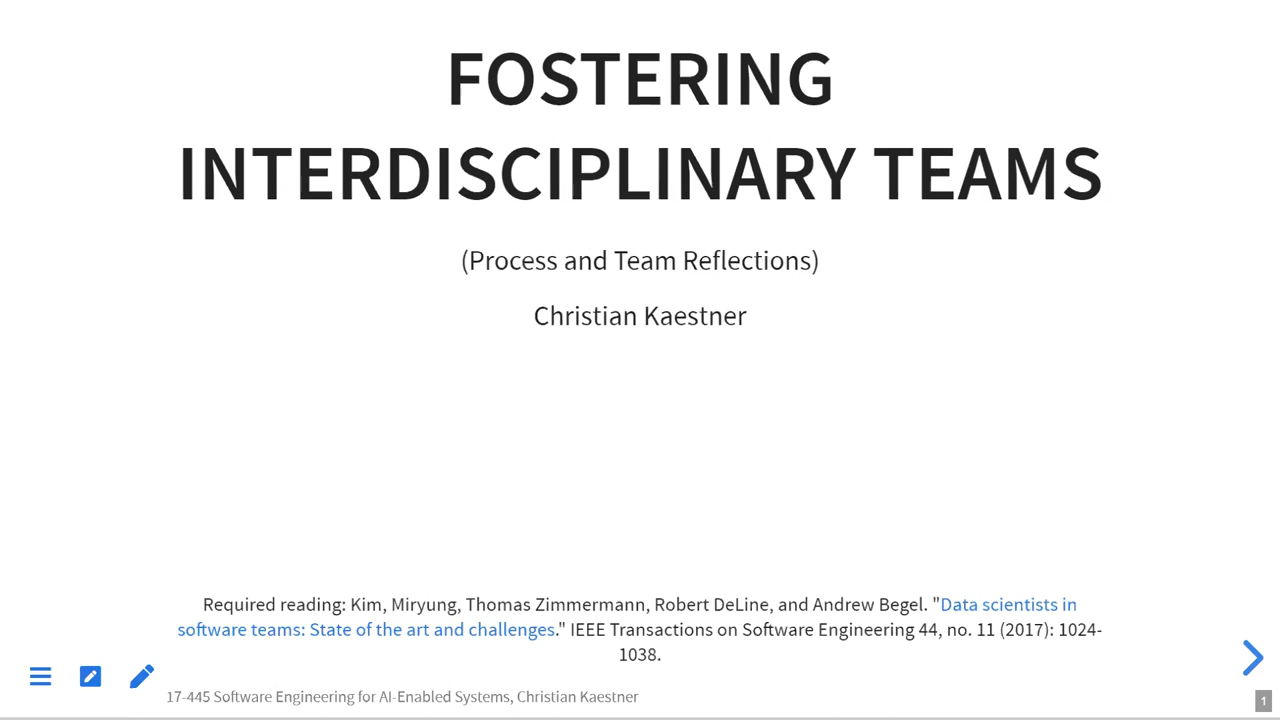 FOSTERING
INTERDISCIPLINARY TEAMS
(Process and Team Reflections)
Christian Kaestner
Required reading: Kim, Miryung, Thomas Zimmermann, Robert DeLine, and Andrew Begel. "Data scientists in
software teams: State of the art and challenges." IEEE Transactions on Software Engineering 44, no. 11 (2017): 1024-
1038.
17-445 Software Engineering for AI-Enabled Systems, Christian Kaestner
1